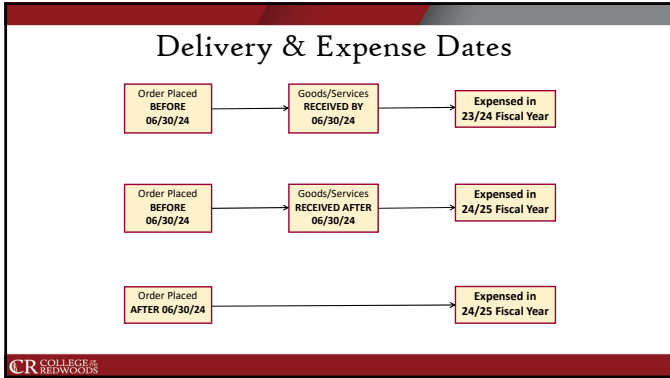 Delivery & Expense Dates
Order Placed
BEFORE
06/30/24
Goods/Services
RECEIVED BY
06/30/24
Expensed in
23/24 Fiscal Year
Order Placed
BEFORE
06/30/24
Goods/Services
RECEIVED AFTER
06/30/24
Expensed in
24/25 Fiscal Year
Order Placed
AFTER 06/30/24
Expensed in
24/25 Fiscal Year
CR COLLEGE OF THE
REDWOODS